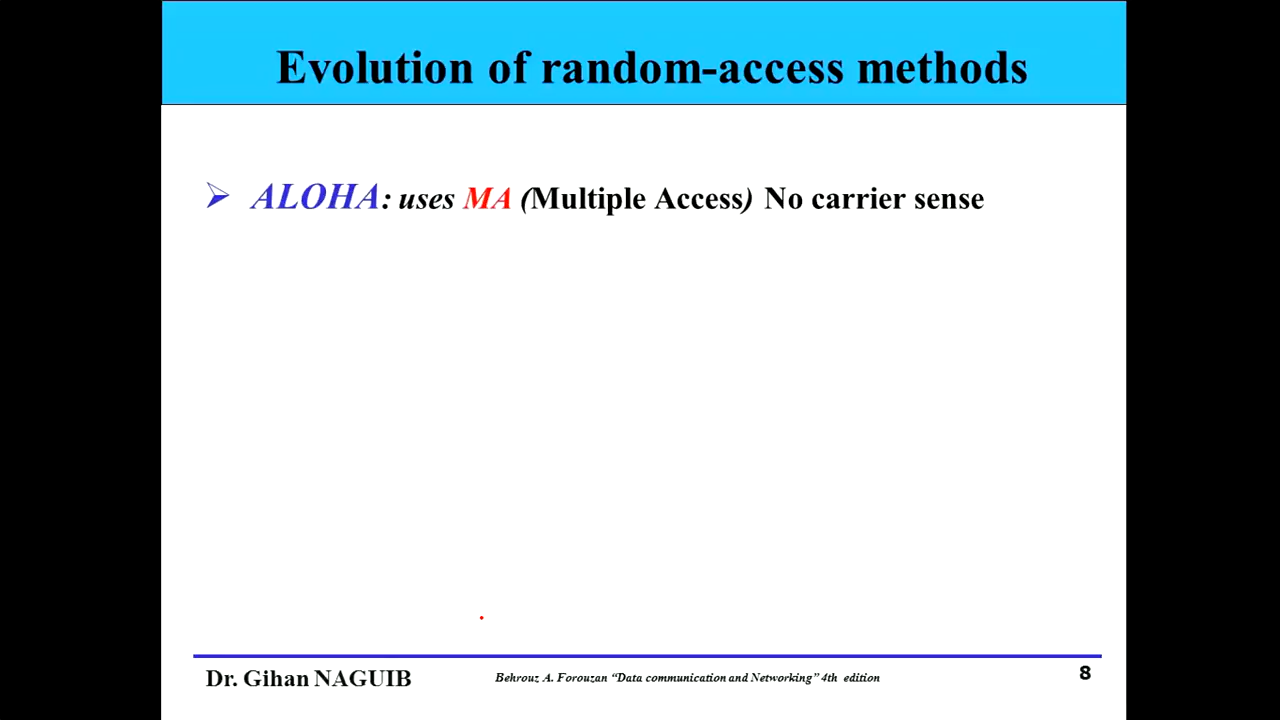 Evolution of random-access methods
ALOHA: uses MA (Multiple Access) No carrier sense
Dr. Gihan NAGUIB
Behrouz A. Forouzan “Data communication and Networking” 4th edition
8